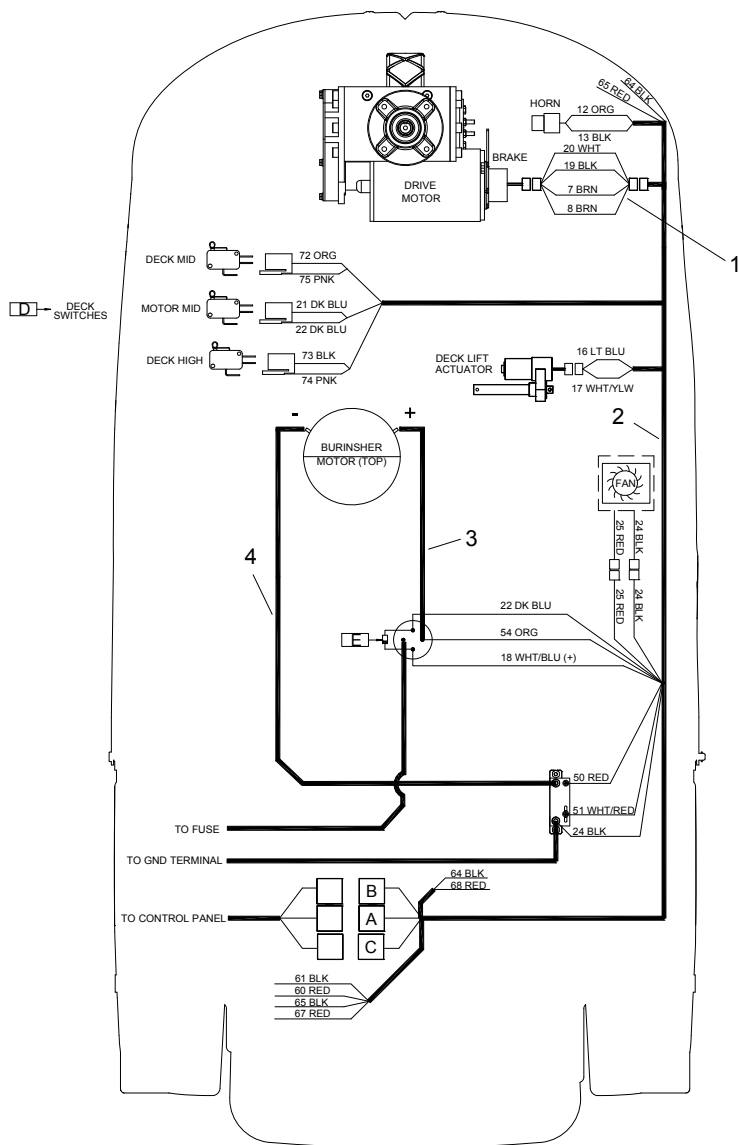 64 BLK
65 RED
HORN
12 ORG
13 BLK
20 WHT
BRAKE
19 BLK
7 BRN
8 BRN
DRIVE
MOTOR
1
DECK MID
72 ORG
75 PNK
D
DECK
SWITCHES
MOTOR MID
21 DK BLU
22 DK BLU
DECK HIGH
73 BLK
74 PNK
DECK LIFT
ACTUATOR
16 LT BLU
17 WHT/YLW
2
- +
BURINSHER
MOTOR (TOP)
FAN
25 RED
24 BLK
25 RED
24 BLK
3
4
22 DK BLU
E
54 ORG
18 WHT/BLU (+)
50 RED
51 WHT/RED
24 BLK
TO FUSE
TO GND TERMINAL
64 BLK
68 RED
B
TO CONTROL PANEL
A
C
61 BLK
60 RED
65 BLK
67 RED